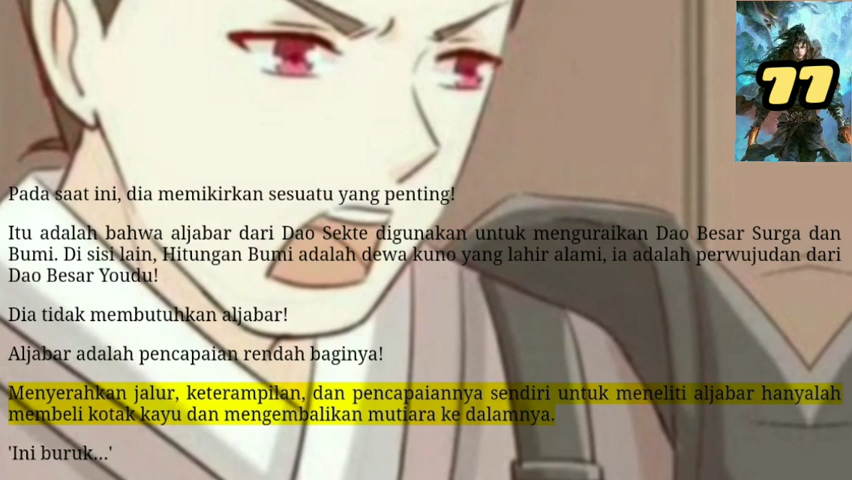 77
Pada saat ini, dia memikirkan sesuatu yang penting!
Itu adalah bahwa aljabar dari Dao Sekte digunakan untuk menguraikan Dao Besar Surga dan
Bumi. Di sisi lain, Hitungan Bumi adalah dewa kuno yang lahir alami, ia adalah perwujudan dari
Dao Besar Youdu!
Dia tidak membutuhkan aljabar!
Aljabar adalah pencapaian rendah baginya!
Menyerahkan jalur, keterampilan, dan pencapaiannya sendiri untuk meneliti aljabar hanyalah
membeli kotak kayu dan mengembalikan mutiara ke dalamnya.
'Ini buruk...'